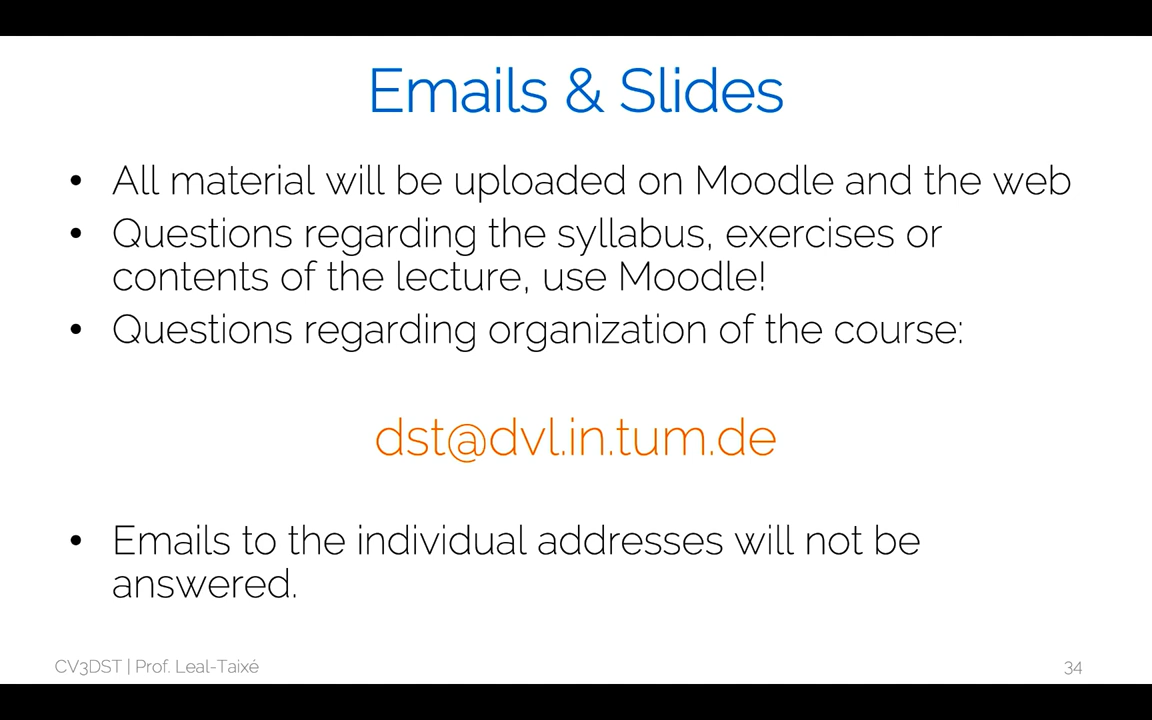 Emails & Slides
• All material will be uploaded on Moodle and the web
• Questions regarding the syllabus, exercises or
contents of the lecture, use Moodle!
• Questions regarding organization of the course:
dst@dvl.in.tum.de
• Emails to the individual addresses will not be
answered.
CV3DST | Prof. Leal-Taixé
34